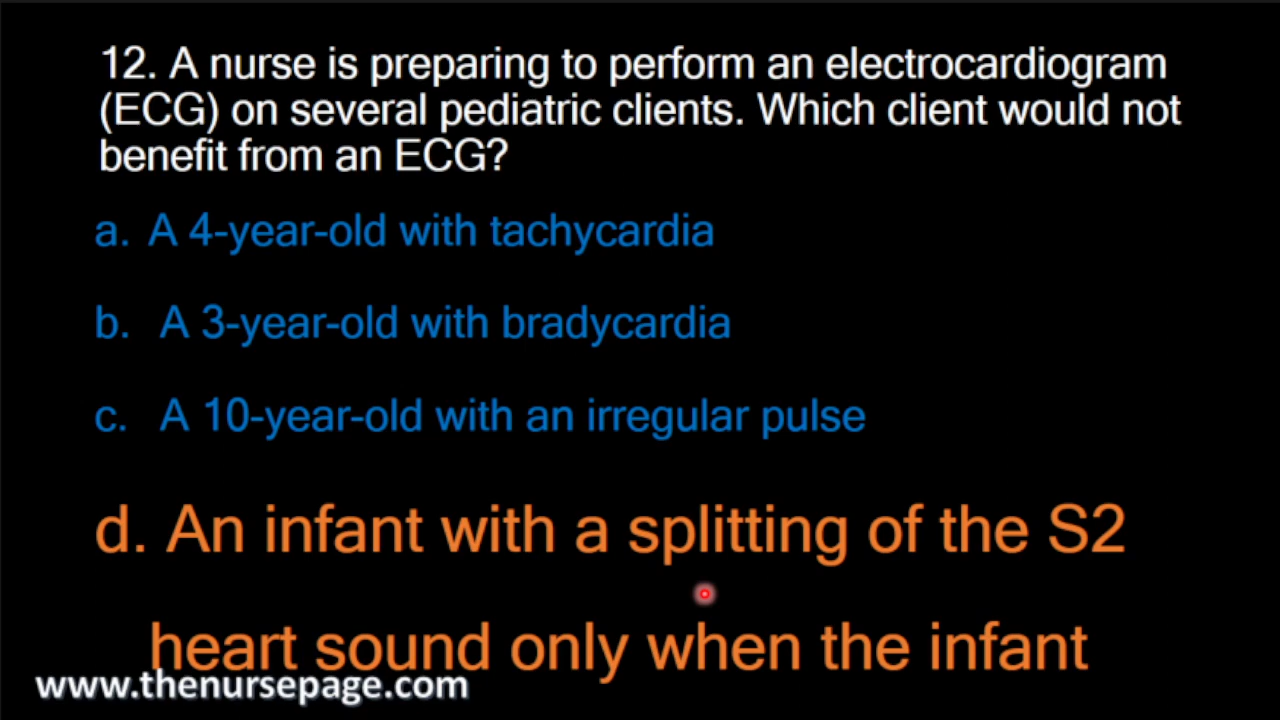 12. A nurse is preparing to perform an electrocardiogram
(ECG) on several pediatric clients. Which client would not
benefit from an ECG?
a. A 4-year-old with tachycardia
b. A 3-year-old with bradycardia
c. A 10-year-old with an irregular pulse
d. An infant with a splitting of the S2
heart sound only when the infant
www.thenursepage.com